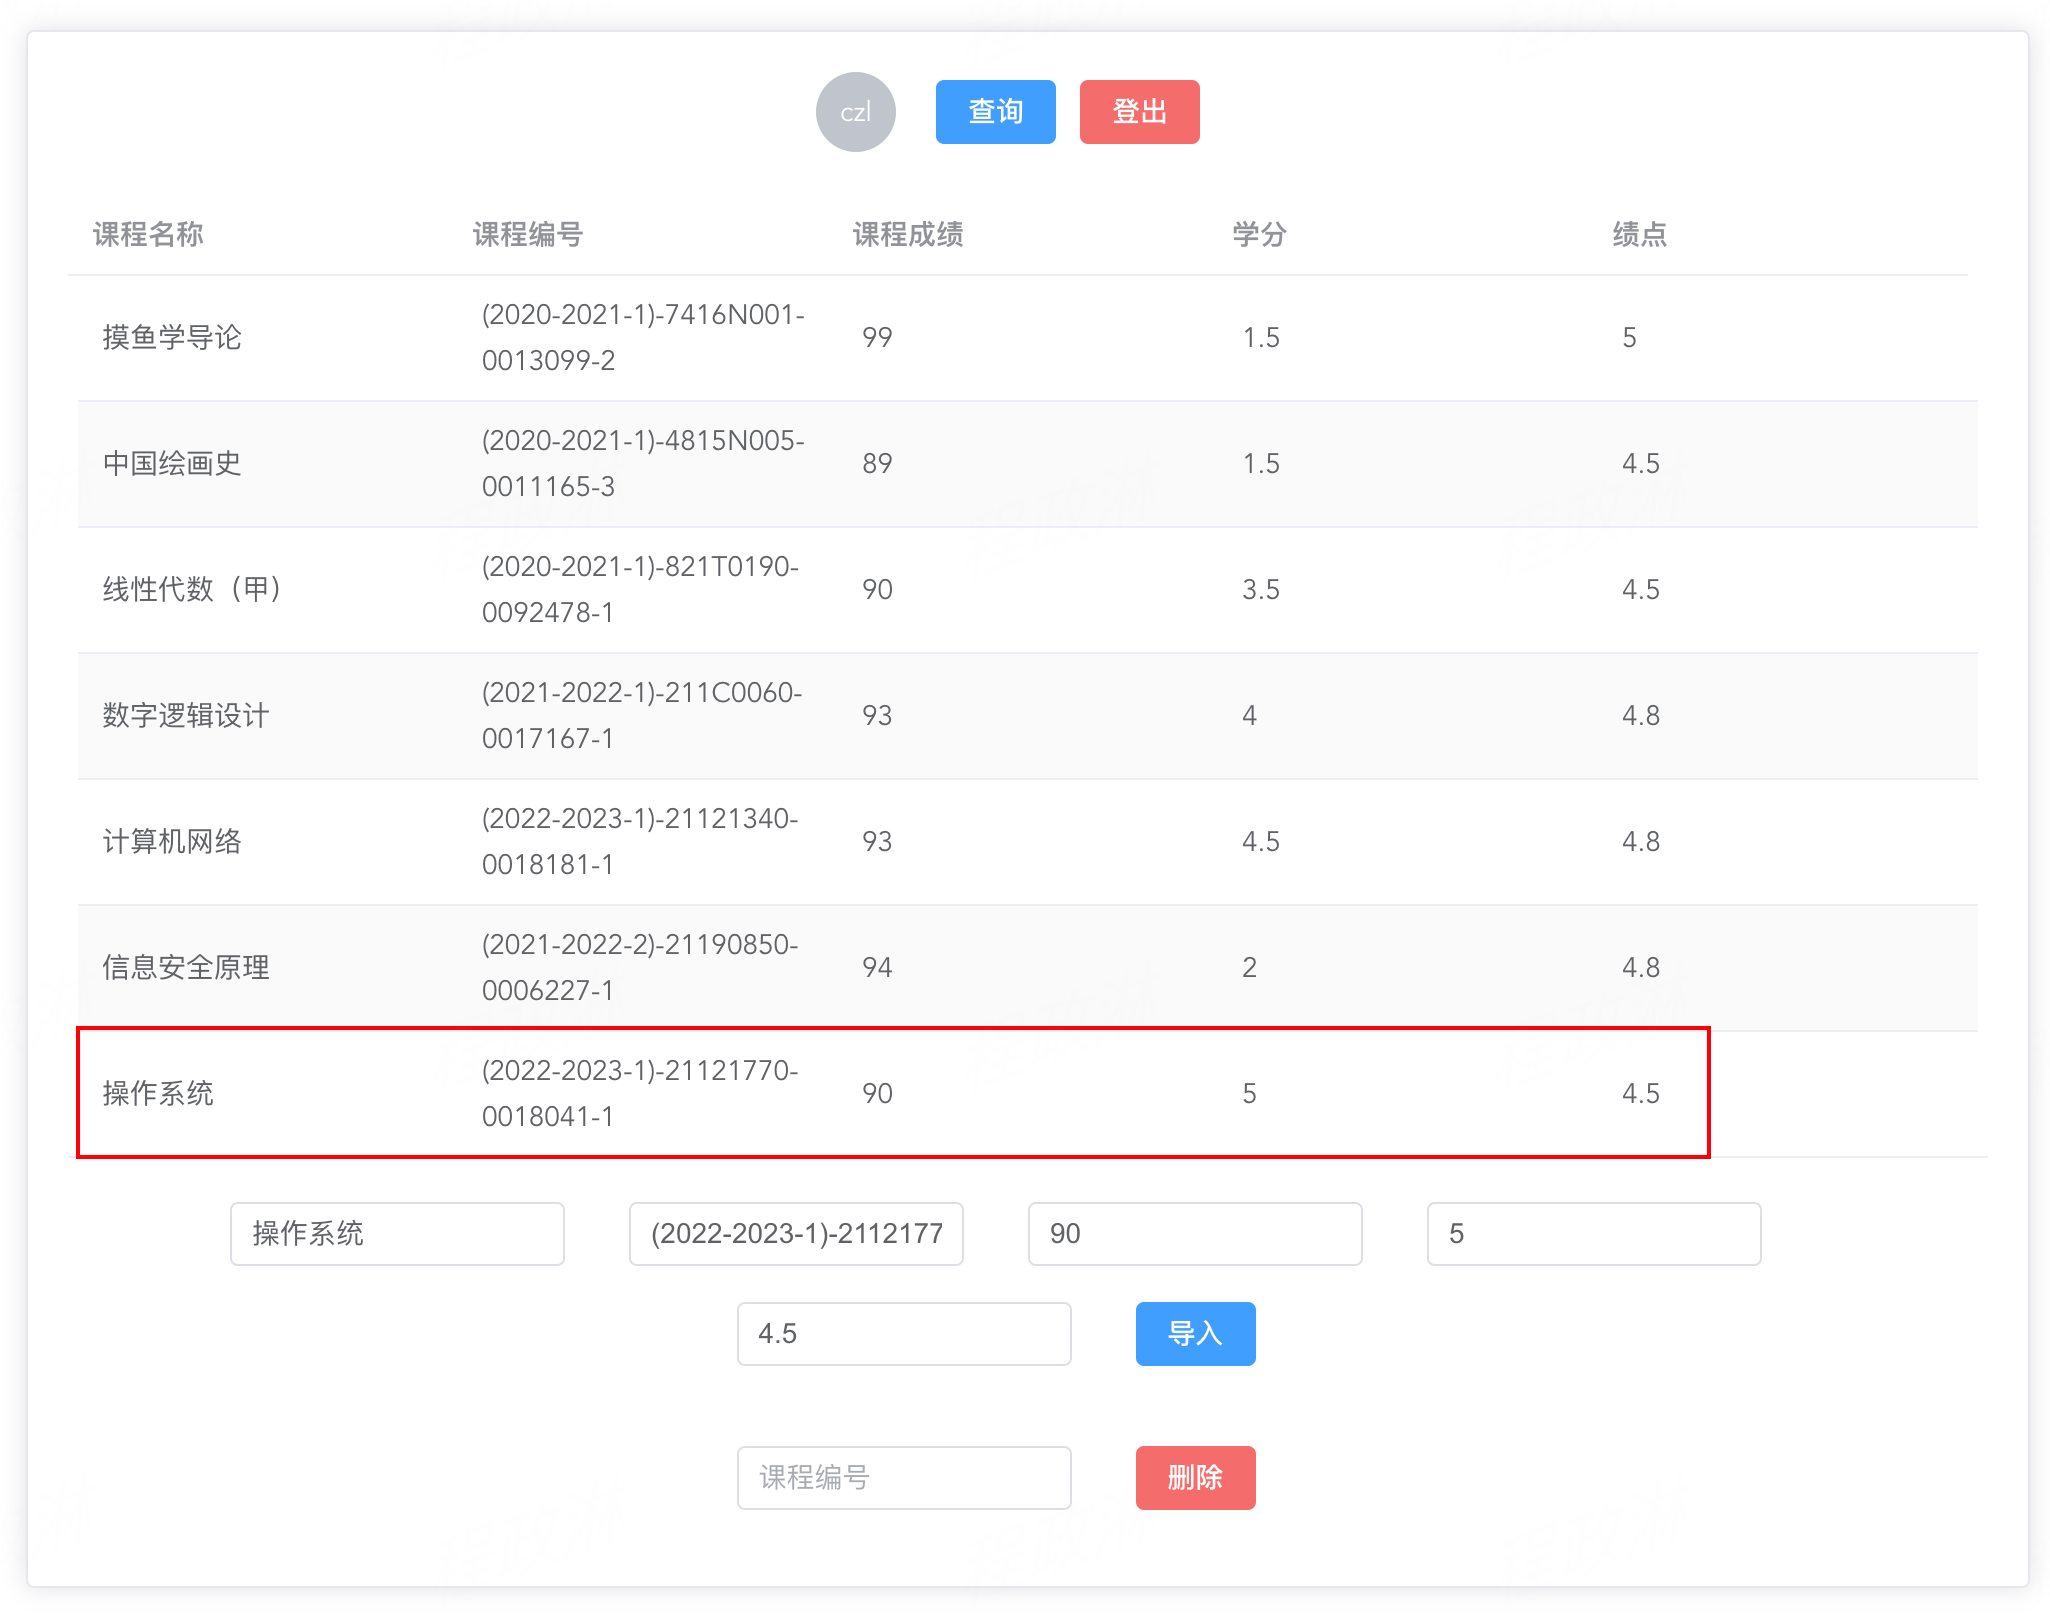 czl 查询 登出
课程名称 课程编号 课程成绩 学分 绩点
摸鱼学导论 (2020-2021-1)-7416N001- 99 1.5 5
0013099-2
中国绘画史 (2020-2021-1)-4815N005- 89 1.5 4.5
0011165-3
线性代数（甲） (2020-2021-1)-821T0190- 90 3.5 4.5
0092478-1
数字逻辑设计 (2021-2022-1)-211C0060- 93 4 4.8
0017167-1
计算机网络 (2022-2023-1)-21121340- 93 4.5 4.8
0018181-1
信息安全原理 (2021-2022-2)-21190850- 94 2 4.8
0006227-1
操作系统 (2022-2023-1)-21121770- 90 5 4.5
0018041-1
操作系统 (2022-2023-1)-2112177 90 5
4.5 导入
课程编号 删除